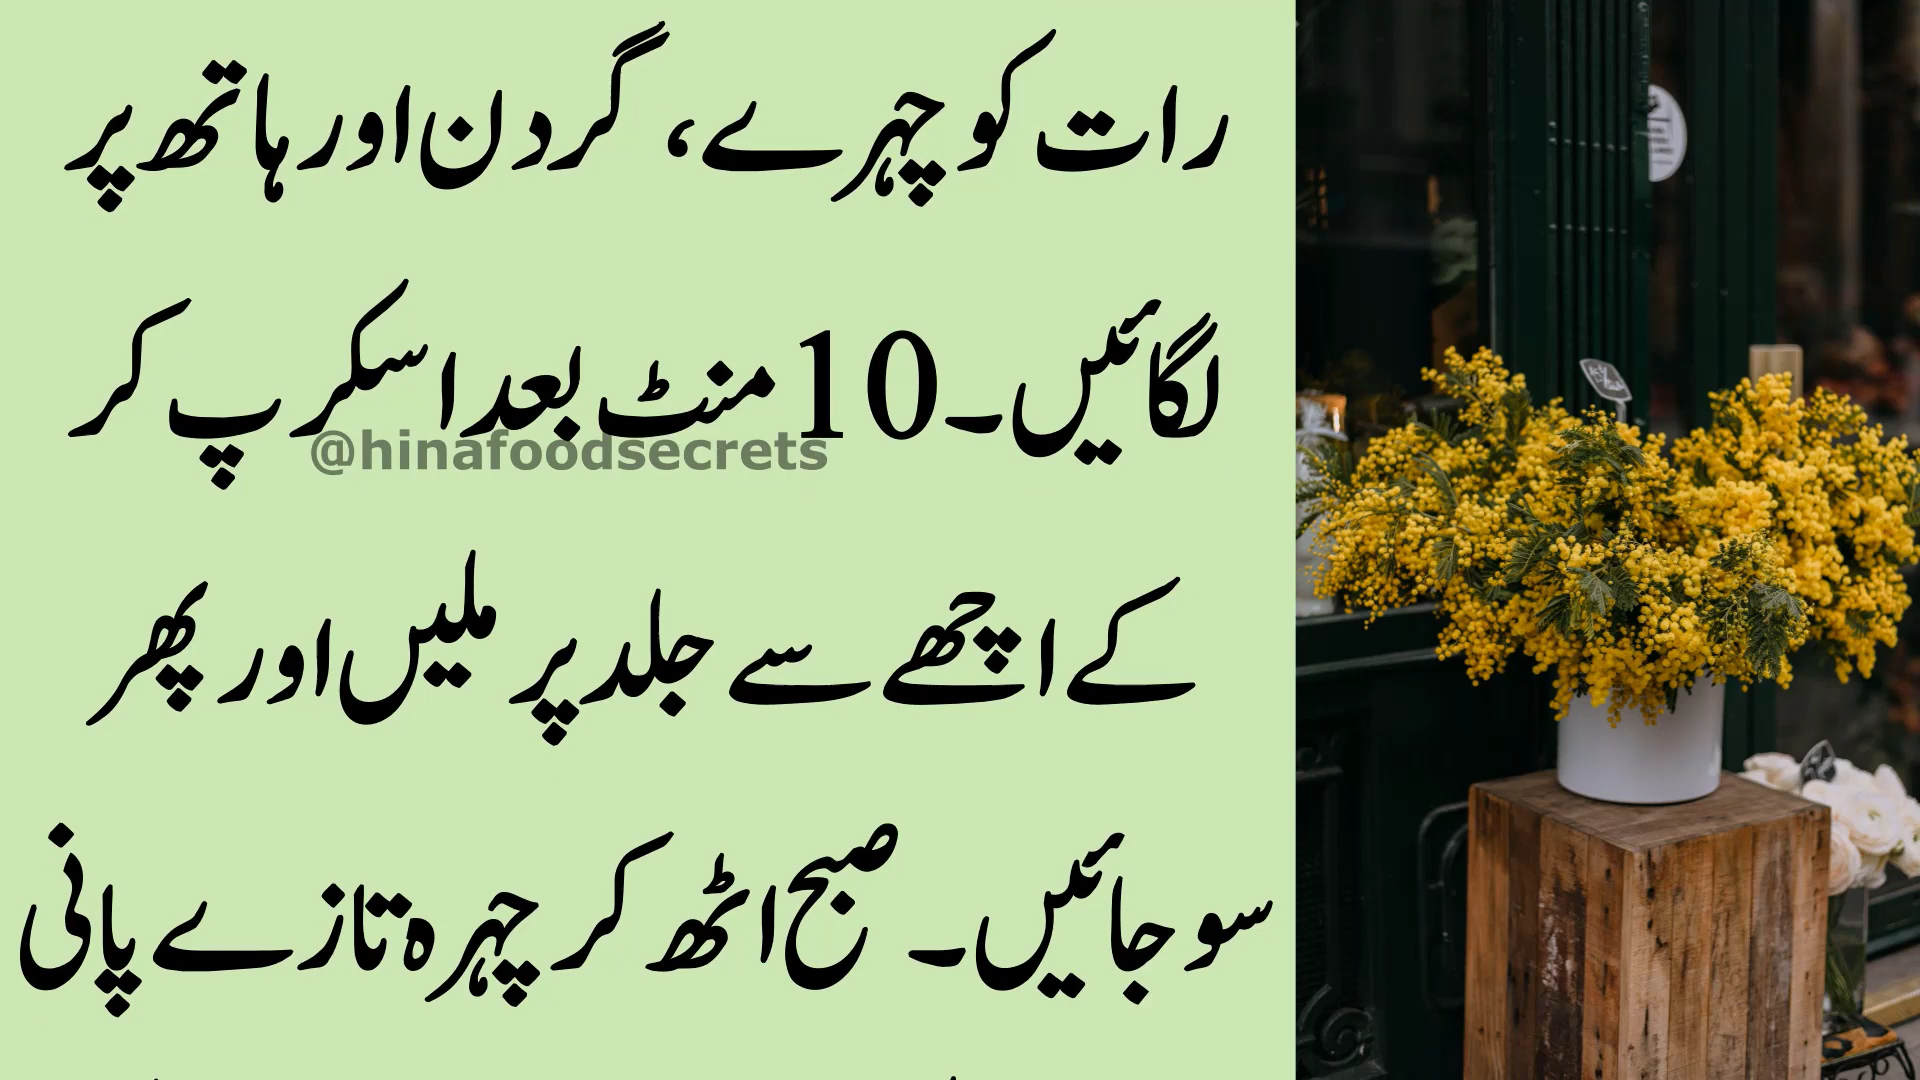 رات کو چہرے، گردن اور ہاتھ پر
لگائیں۔ 10 منٹ بعد اسکرپ کر
@hinafoodsecrets
کے اچھے سے جلد پر ملیں اور پھر
سو جائیں۔ صبح اٹھ کر چہرہ تازے پانی